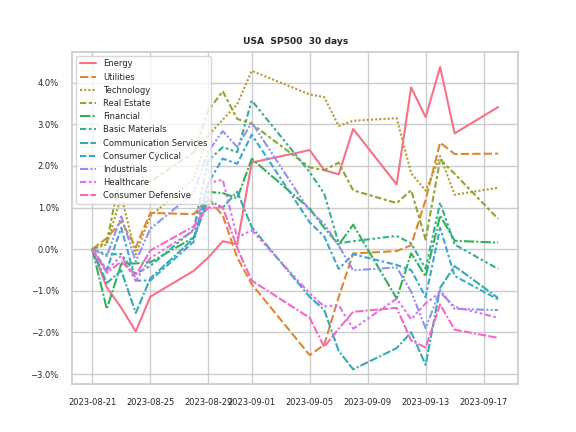 USA SP500 30 days
Energy
Utilities
Technology
Real Estate
Financial
Basic Materials
Communication Services
Consumer Cyclical
Industrials
Healthcare
Consumer Defensive
4.0%
3.0%
2.0%
1.0%
0.0%
−1.0%
−2.0%
−3.0%
2023-08-21 2023-08-25 2023-08-29 2023-09-01 2023-09-05 2023-09-09 2023-09-13 2023-09-17